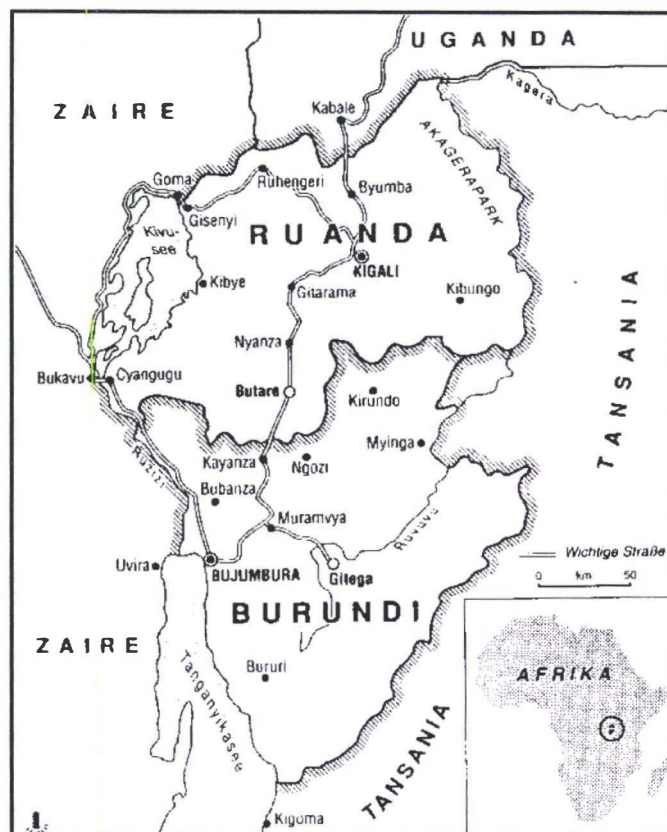 UGANDA
ZAIRE
Kagera
Kabale
AKAGERAPARK
Goma
Ruhengeri
Byumba
Gisenyi
Kivu-
see
RUANDA
KIGALI
Kibye
Gitarama
Kibungo
TANSANIA
Nyanza
Bukavu
Cyangugu
Butare
Kirundo
Myinga
Ruzizi
Kayanza
Ngozi
Bubanza
Muramvya
Ruvuvu
Wichtige Straße
Uvira
BUJUMBURA
Gitega
0 km 50
BURUNDI
ZAIRE
AFRIKA
Bururi
Tanganyikasee
TANSANIA
Kigoma